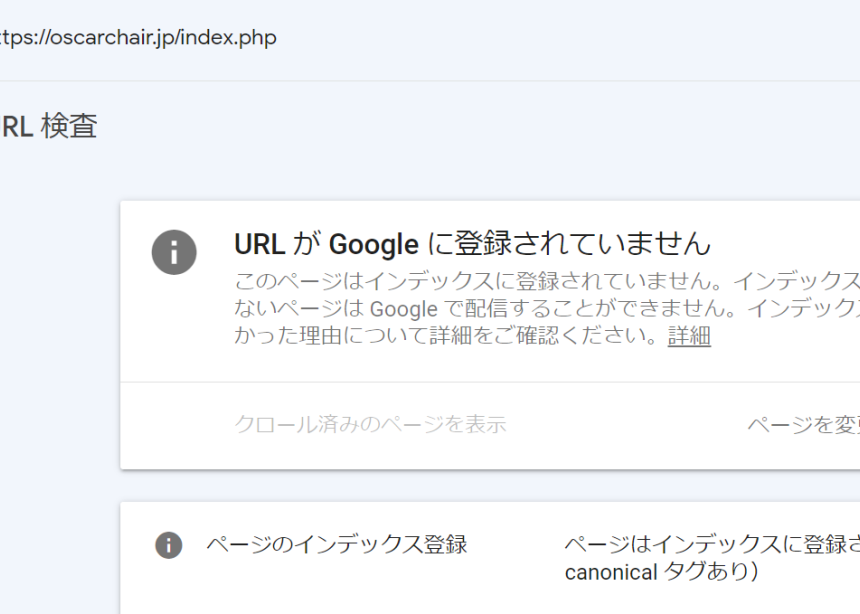 ttps://oscarchair.jp/index.php
RL 検査
URL が Google に登録されていません
このページはインデックスに登録されていません。インデックス
ないページは Google で配信することができません。インデック
かった理由について詳細をご確認ください。詳細
クロール済みのページを表示
ページを変更
ページのインデックス登録
ページはインデックスに登録さ
canonical タグあり）